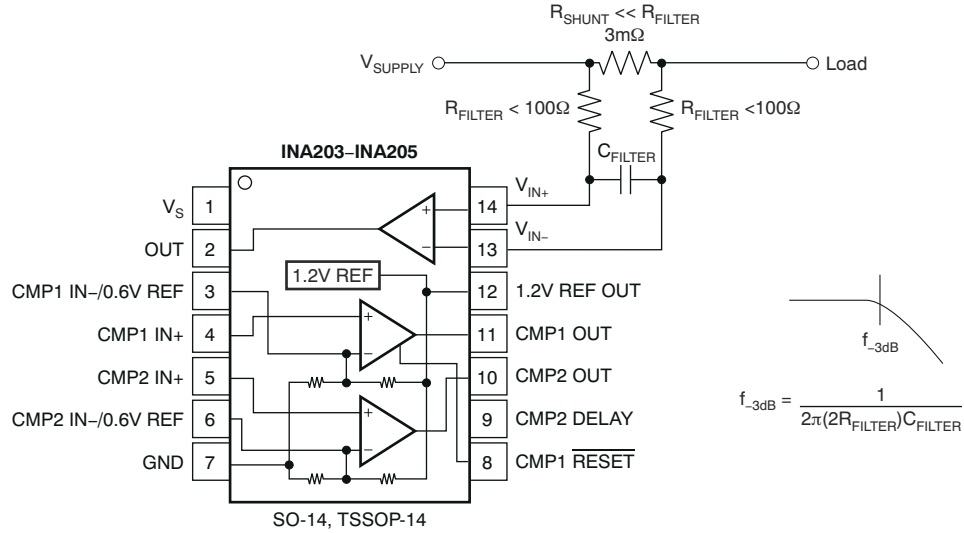 R_SHUNT << R_FILTER
3mΩ
V_SUPPLY
Load
R_FILTER < 100Ω
R_FILTER <100Ω
C_FILTER
INA203−INA205
V_IN+
V_IN−
V_S
1
14
OUT
2
13
1.2V REF
CMP1 IN−/0.6V REF
3
12
1.2V REF OUT
CMP1 IN+
4
11
CMP1 OUT
CMP2 IN+
5
10
CMP2 OUT
CMP2 IN−/0.6V REF
6
9
CMP2 DELAY
GND
7
8
CMP1 RESET
+
−
+
−
+
−
SO-14, TSSOP-14
f_−3dB
f_−3dB = 1
2π(2R_FILTER)C_FILTER